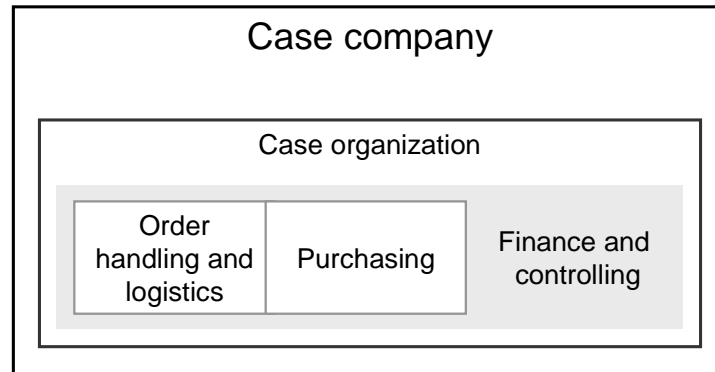 Case company
Case organization
Order
handling and
logistics
Purchasing
Finance and
controlling